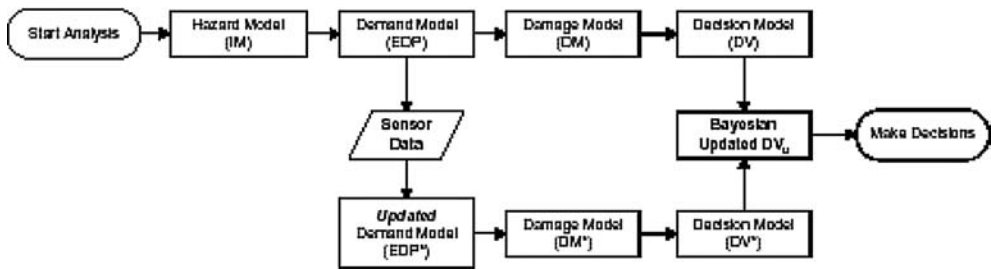 Start Analysis
Hazard Model
(IM)
Demand Model
(EDP)
Damage Model
(DM)
Decision Model
(DV)
Sensor
Data
Bayesian
Updated DVu
Make Decisions
Updated
Demand Model
(EDP*)
Damage Model
(DM*)
Decision Model
(DV*)